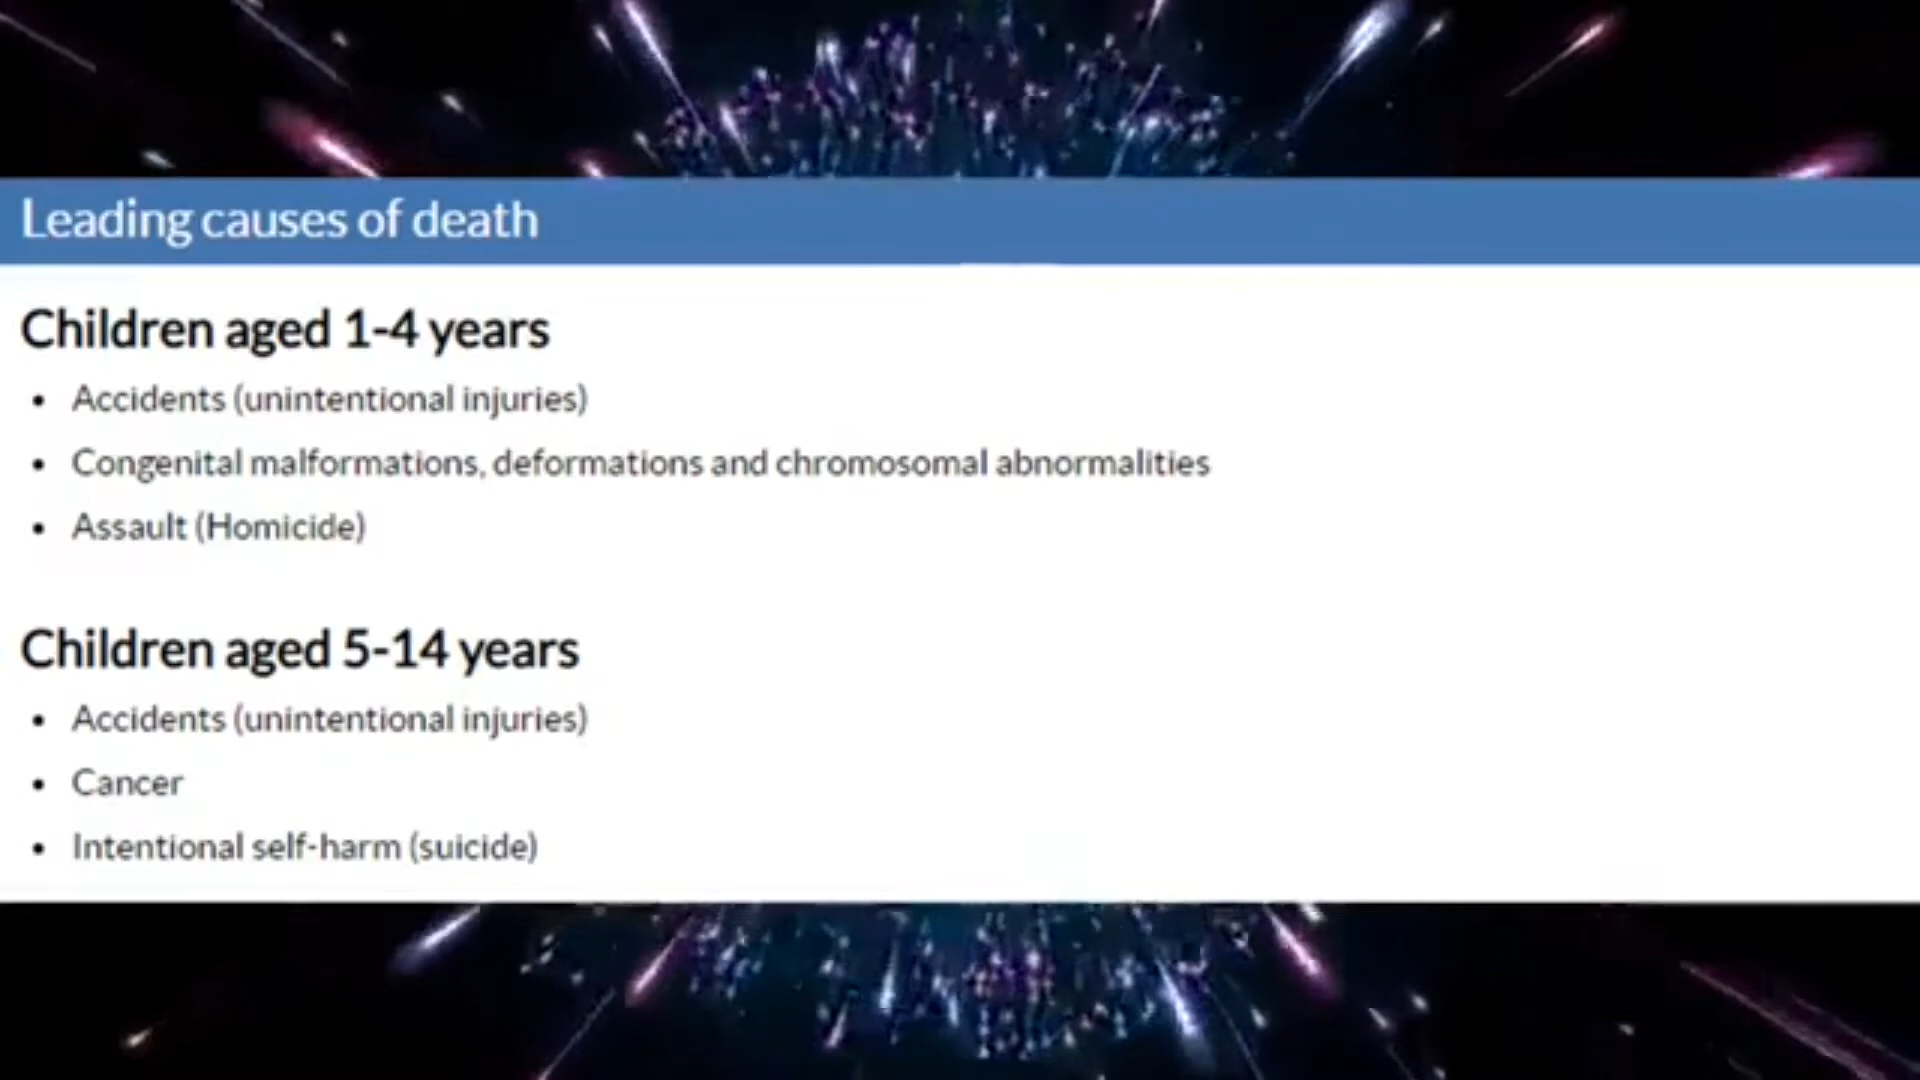 Leading causes of death
Children aged 1-4 years
• Accidents (unintentional injuries)
• Congenital malformations, deformations and chromosomal abnormalities
• Assault (Homicide)
Children aged 5-14 years
• Accidents (unintentional injuries)
• Cancer
• Intentional self-harm (suicide)